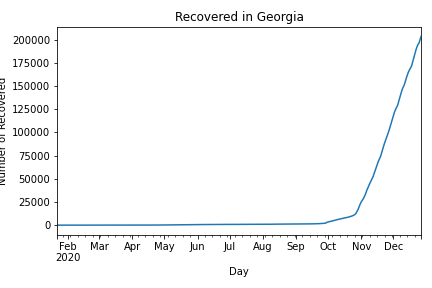 Recovered in Georgia
200000
175000
150000
125000
100000
75000
50000
25000
0
Number of Recovered
Feb Mar Apr May Jun Jul Aug Sep Oct Nov Dec
2020
Day